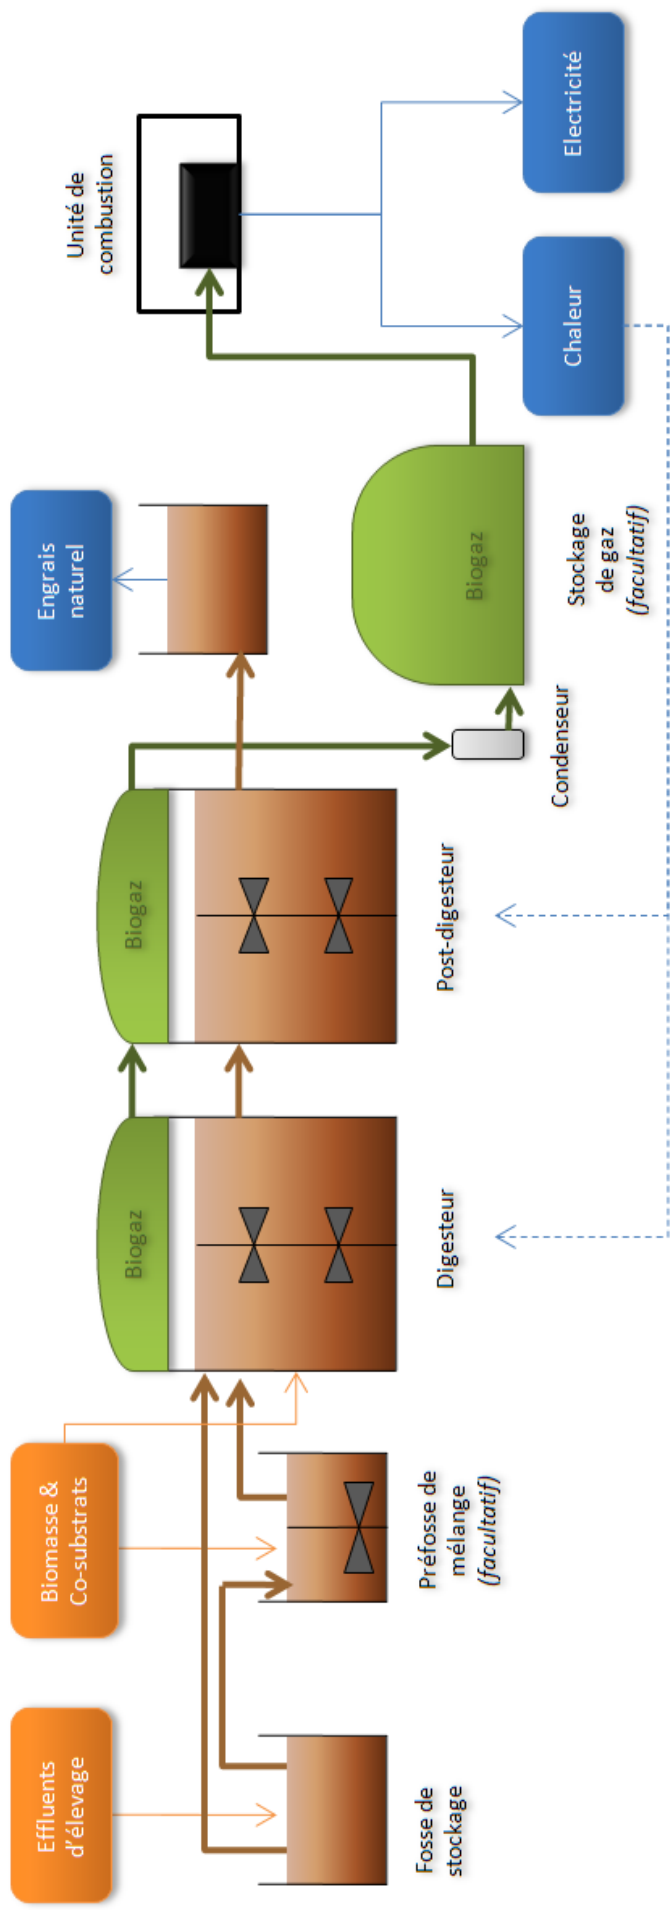 Effluents
d'élevage
Biomasse &
Co-substrats
Engrais
naturel
Unité de
combustion
Biogaz
Biogaz
Biogaz
Fosse de
stockage
Préfosse de
mélange
(facultatif)
Digesteur
Post-digesteur
Condenseur
Stockage
de gaz
(facultatif)
Chaleur
Electricité